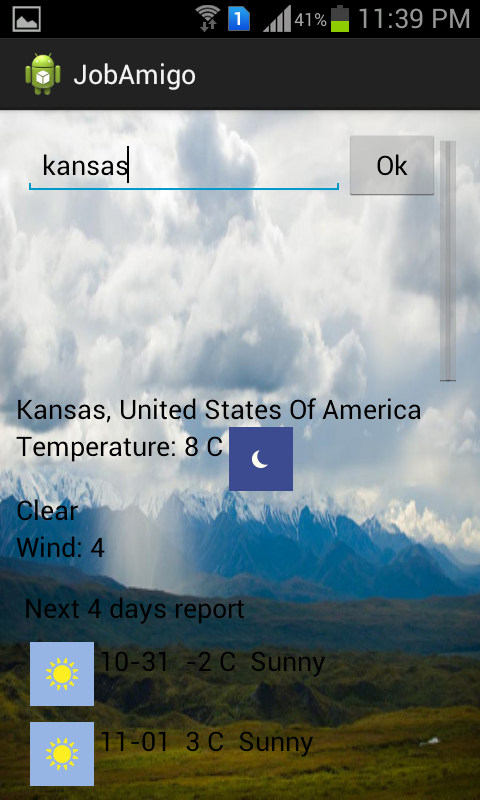 1 41% 11:39 PM
JobAmigo
kansas Ok
Kansas, United States Of America
Temperature: 8 C
Clear
Wind: 4
Next 4 days report
10-31 -2 C Sunny
11-01 3 C Sunny